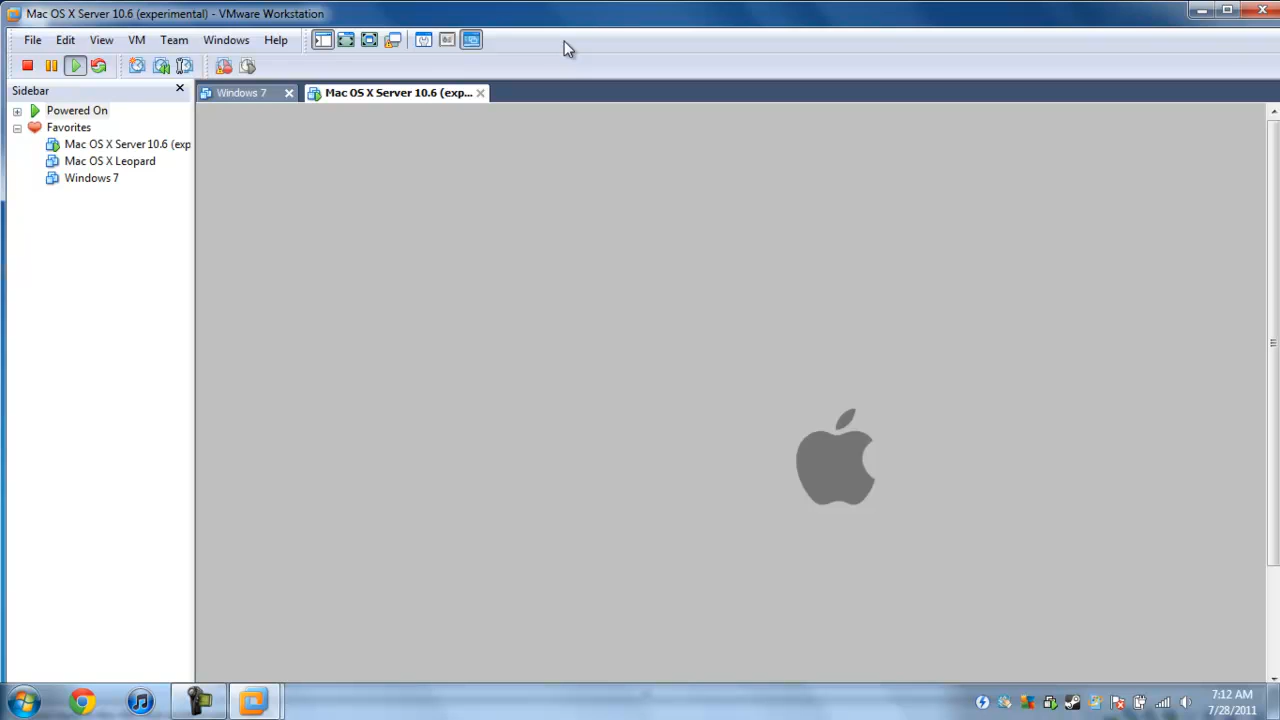 Mac OS X Server 10.6 (experimental) - VMware Workstation
File Edit View VM Team Windows Help
Sidebar
Windows 7
Mac OS X Server 10.6 (exp...
Powered On
Favorites
Mac OS X Server 10.6 (exp
Mac OS X Leopard
Windows 7
7:12 AM
7/28/2011